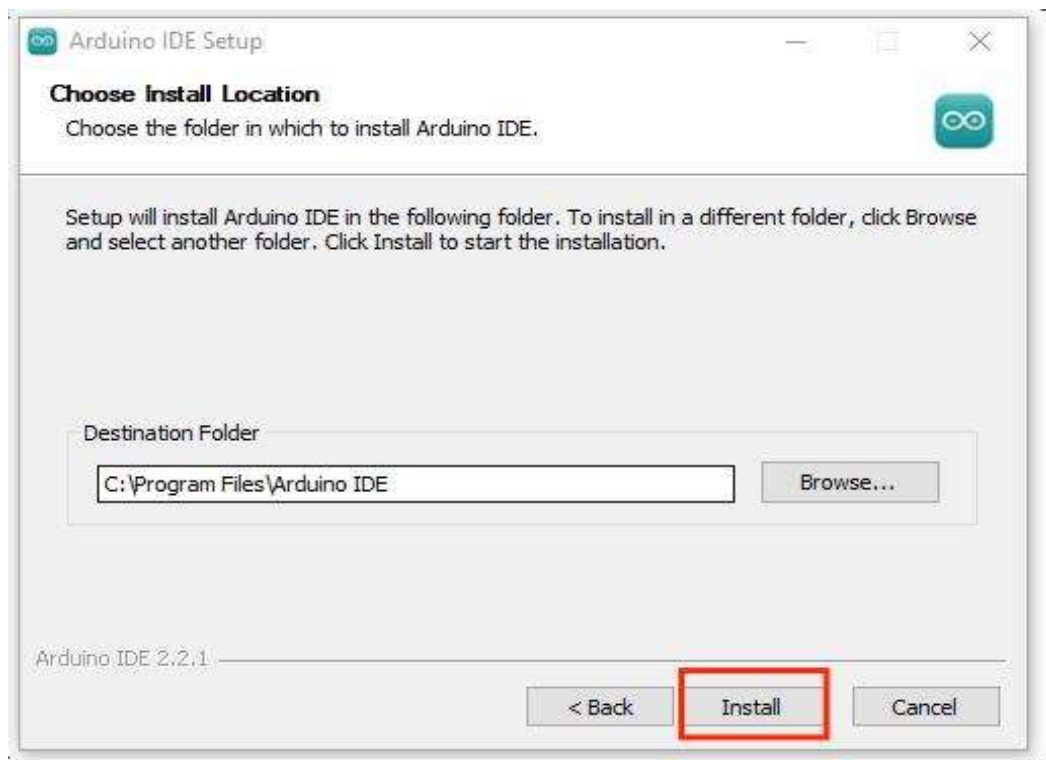 Arduino IDE Setup
Choose Install Location
Choose the folder in which to install Arduino IDE.
Setup will install Arduino IDE in the following folder. To install in a different folder, click Browse
and select another folder. Click Install to start the installation.
Destination Folder
C:\Program Files\Arduino IDE
Browse...
Arduino IDE 2.2.1
< Back
Install
Cancel